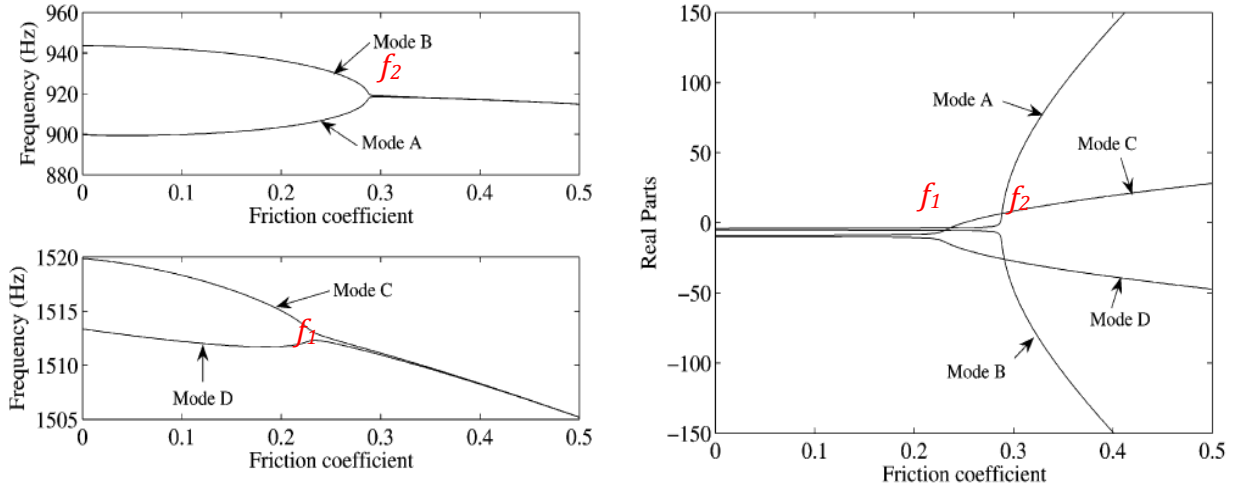 960
940
920
900
880
Frequency (Hz)
Mode B
f2
Mode A
0
0.1
0.2
0.3
0.4
0.5
Friction coefficient
1520
1515
1510
1505
Frequency (Hz)
Mode C
f1
Mode D
0
0.1
0.2
0.3
0.4
0.5
Friction coefficient
150
100
50
0
−50
−100
−150
Real Parts
Mode A
Mode C
f1
f2
Mode D
Mode B
0
0.1
0.2
0.3
0.4
0.5
Friction coefficient